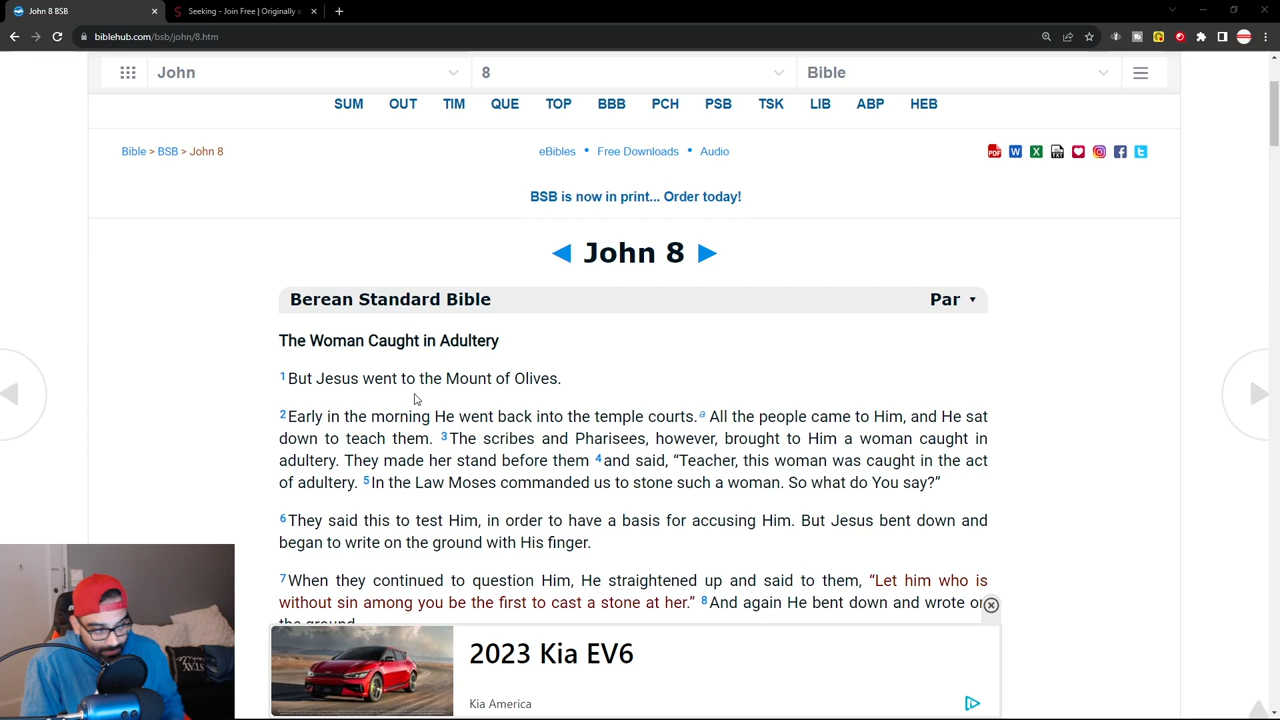 John 8 BSB
Seeking - Join Free | Originally
biblehub.com/bsb/john/8.htm
John 8 Bible
SUM OUT TIM QUE TOP BBB PCH PSB TSK LIB ABP HEB
Bible > BSB > John 8
eBibles • Free Downloads • Audio
PDF W X TXT
BSB is now in print... Order today!
◄ John 8 ►
Berean Standard Bible
Par ▼
The Woman Caught in Adultery
1 But Jesus went to the Mount of Olives.
2 Early in the morning He went back into the temple courts. a All the people came to Him, and He sat
down to teach them. 3 The scribes and Pharisees, however, brought to Him a woman caught in
adultery. They made her stand before them 4 and said, “Teacher, this woman was caught in the act
of adultery. 5 In the Law Moses commanded us to stone such a woman. So what do You say?”
6 They said this to test Him, in order to have a basis for accusing Him. But Jesus bent down and
began to write on the ground with His finger.
7 When they continued to question Him, He straightened up and said to them, “Let him who is
without sin among you be the first to cast a stone at her.” 8 And again He bent down and wrote on
the ground.
2023 Kia EV6
Kia America
STAY